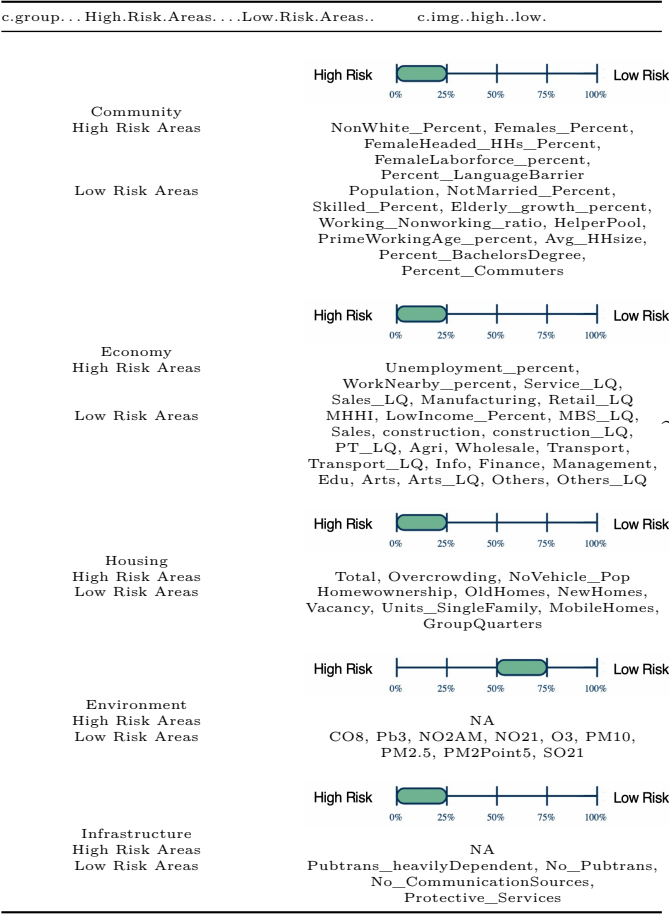 c.group. . . High.Risk.Areas. . . .Low.Risk.Areas.. c.img..high..low.
High Risk Low Risk
0% 25% 50% 75% 100%
Community
High Risk Areas NonWhite_Percent, Females_Percent,
FemaleHeaded_HHs_Percent,
FemaleLaborforce_percent,
Percent_LanguageBarrier
Low Risk Areas Population, NotMarried_Percent,
Skilled_Percent, Elderly_growth_percent,
Working_Nonworking_ratio, HelperPool,
PrimeWorkingAge_percent, Avg_HHsize,
Percent_BachelorsDegree,
Percent_Commuters
High Risk Low Risk
0% 25% 50% 75% 100%
Economy
High Risk Areas Unemployment_percent,
WorkNearby_percent, Service_LQ,
Sales_LQ, Manufacturing, Retail_LQ
Low Risk Areas MHHI, LowIncome_Percent, MBS_LQ,
Sales, construction, construction_LQ,
PT_LQ, Agri, Wholesale, Transport,
Transport_LQ, Info, Finance, Management,
Edu, Arts, Arts_LQ, Others, Others_LQ
High Risk Low Risk
0% 25% 50% 75% 100%
Housing
High Risk Areas Total, Overcrowding, NoVehicle_Pop
Low Risk Areas Homewownership, OldHomes, NewHomes,
Vacancy, Units_SingleFamily, MobileHomes,
GroupQuarters
High Risk Low Risk
0% 25% 50% 75% 100%
Environment
High Risk Areas NA
Low Risk Areas CO8, Pb3, NO2AM, NO21, O3, PM10,
PM2.5, PM2Point5, SO21
High Risk Low Risk
0% 25% 50% 75% 100%
Infrastructure
High Risk Areas NA
Low Risk Areas Pubtrans_heavilyDependent, No_Pubtrans,
No_CommunicationSources,
Protective_Services